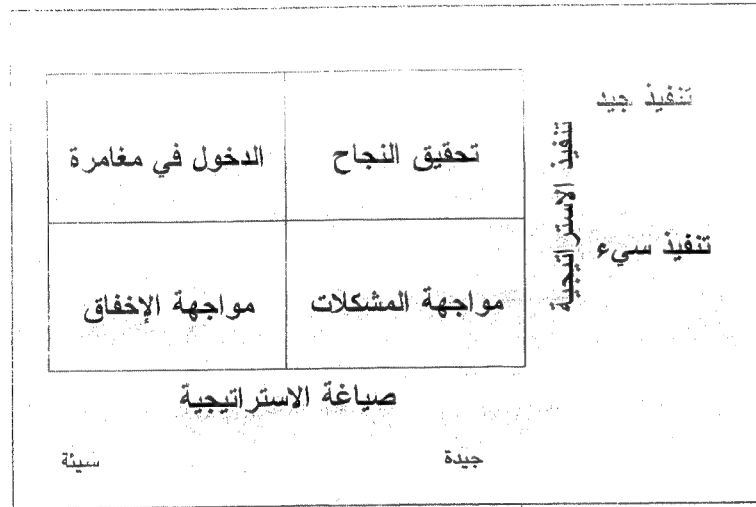 تنفيذ جيد
تنفيذ الاستراتيجية
تحقيق النجاح
الدخول في مغامرة
تنفيذ سيء
مواجهة المشكلات
مواجهة الإخفاق
صياغة الاستراتيجية
جيدة
سيئة